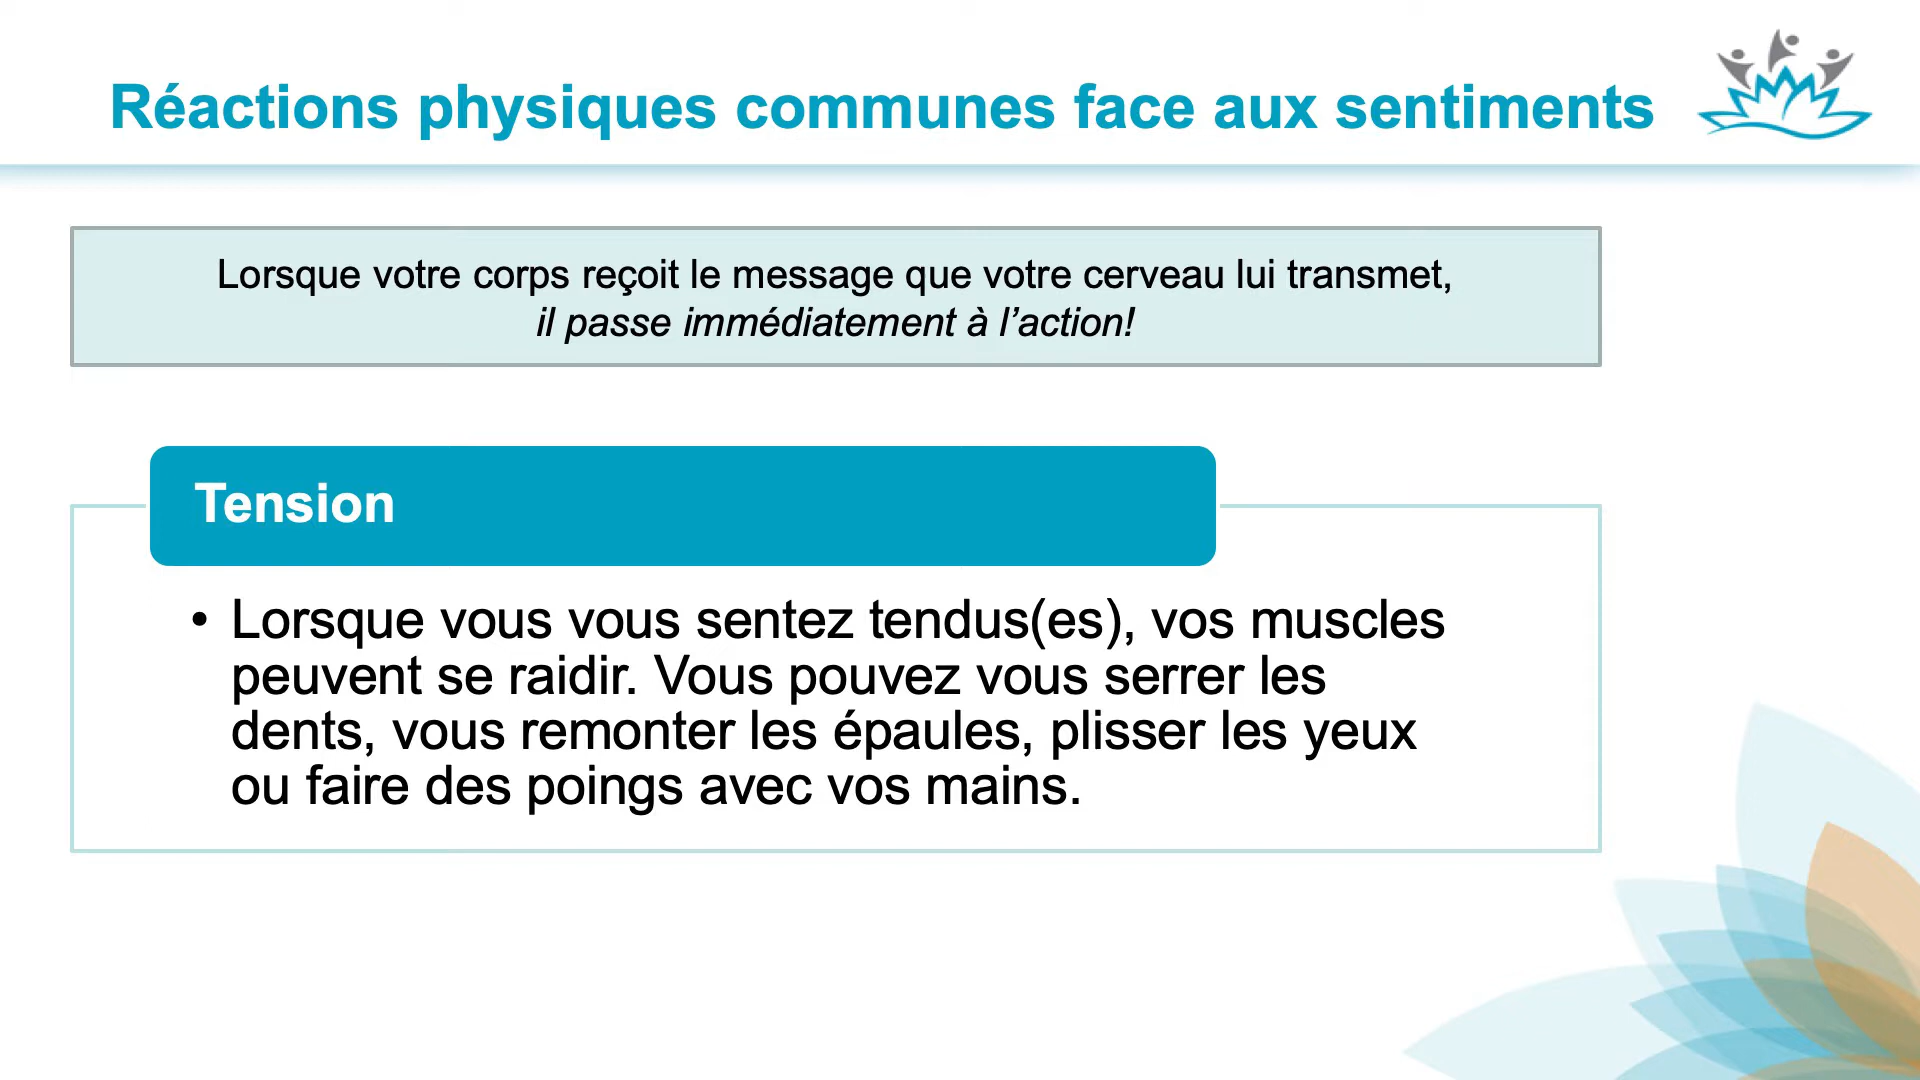 Réactions physiques communes face aux sentiments
Lorsque votre corps reçoit le message que votre cerveau lui transmet,
il passe immédiatement à l’action!
Tension
• Lorsque vous vous sentez tendus(es), vos muscles
peuvent se raidir. Vous pouvez vous serrer les
dents, vous remonter les épaules, plisser les yeux
ou faire des poings avec vos mains.